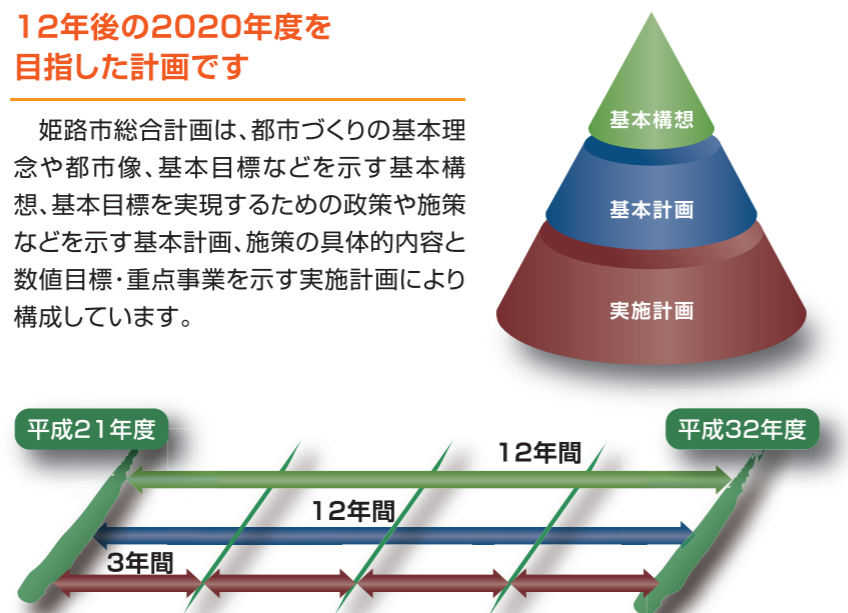 12年後の2020年度を
目指した計画です
　姫路市総合計画は、都市づくりの基本理
念や都市像、基本目標などを示す基本構
想、基本目標を実現するための政策や施策
などを示す基本計画、施策の具体的内容と
数値目標・重点事業を示す実施計画により
構成しています。
基本構想
基本計画
実施計画
平成21年度
平成32年度
12年間
12年間
3年間